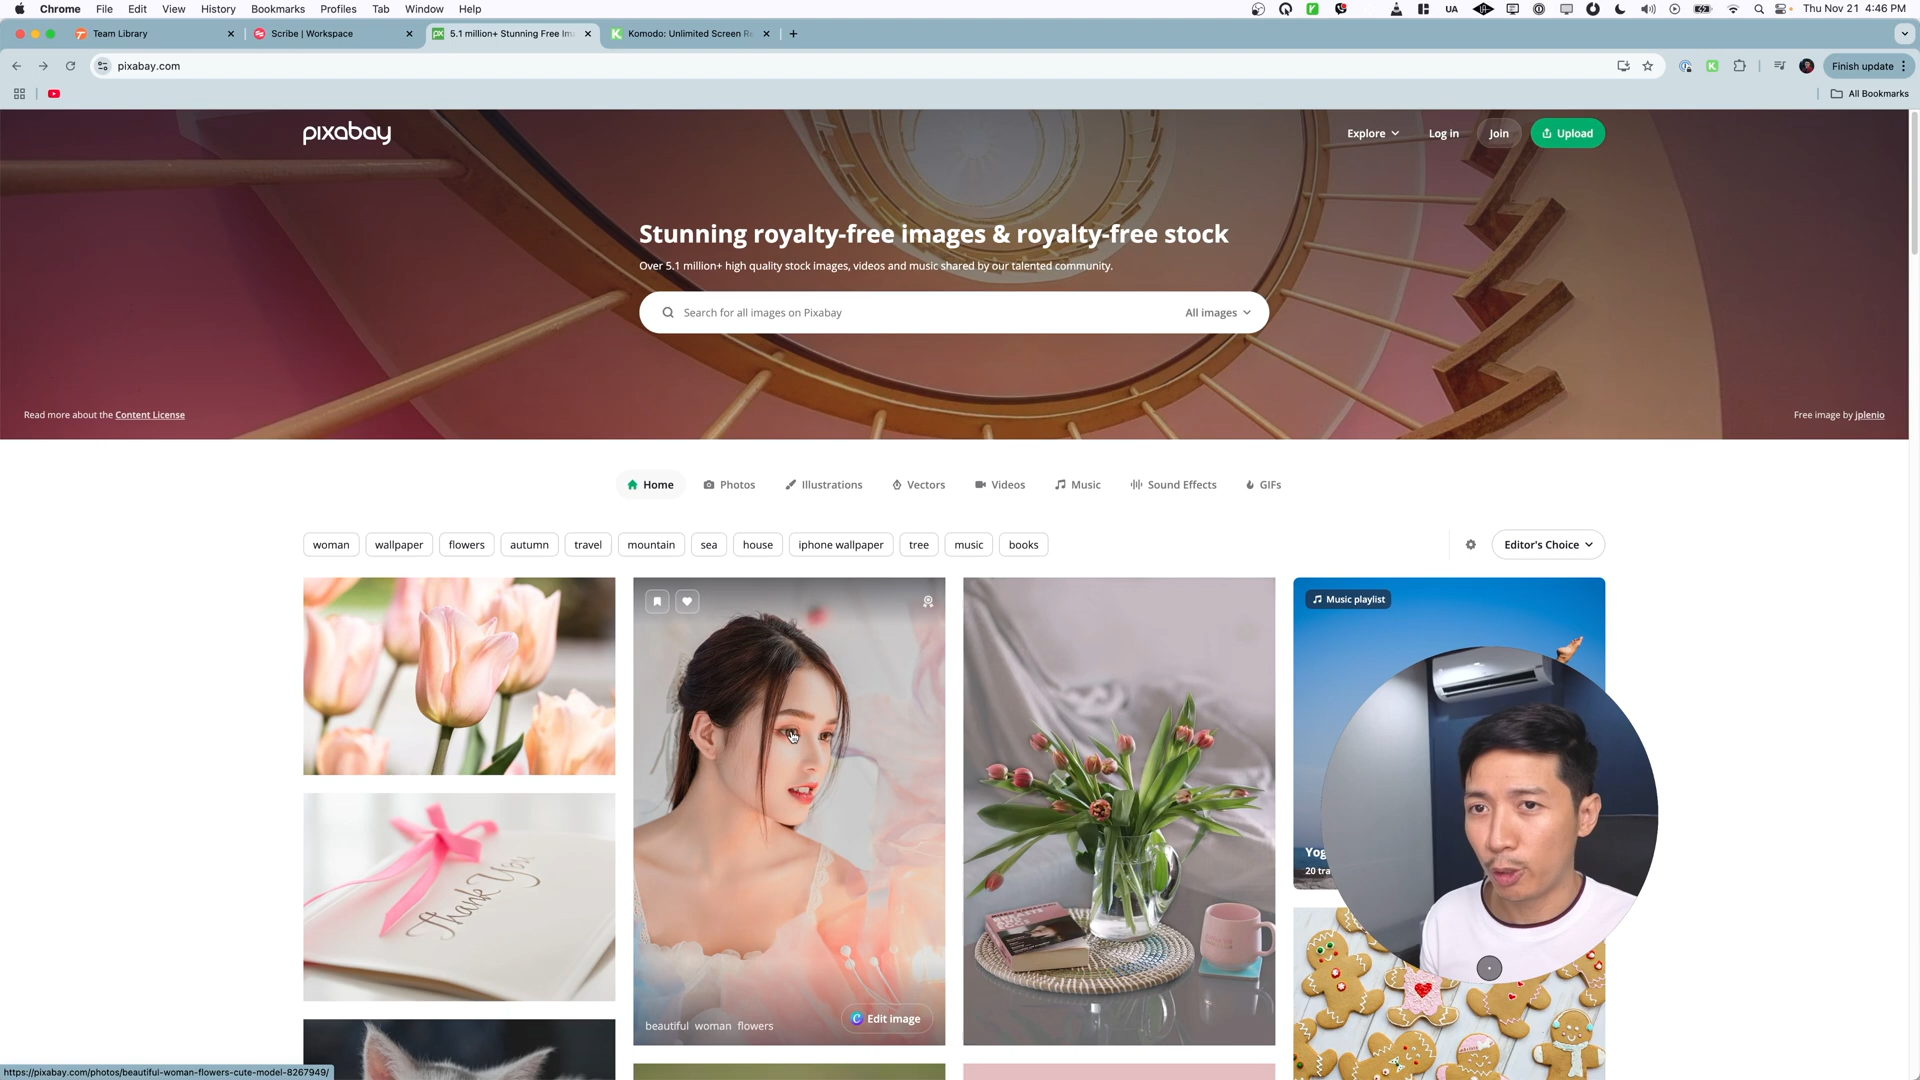 Chrome File Edit View History Bookmarks Profiles Tab Window Help
UA Thu Nov 21 4:46 PM
Team Library
Scribe | Workspace
5.1 million+ Stunning Free Im
Komodo: Unlimited Screen Re
pixabay.com
Finish update
All Bookmarks
pixabay
Explore Log in Join Upload
Stunning royalty-free images & royalty-free stock
Over 5.1 million+ high quality stock images, videos and music shared by our talented community.
Search for all images on Pixabay All images
Read more about the Content License
Free image by jplenio
Home Photos Illustrations Vectors Videos Music Sound Effects GIFs
woman wallpaper flowers autumn travel mountain sea house iphone wallpaper tree music books
Editor's Choice
Music playlist
Yog
20 tra
Thank You
beautiful woman flowers
Edit image
https://pixabay.com/photos/beautiful-woman-flowers-cute-model-8267949/